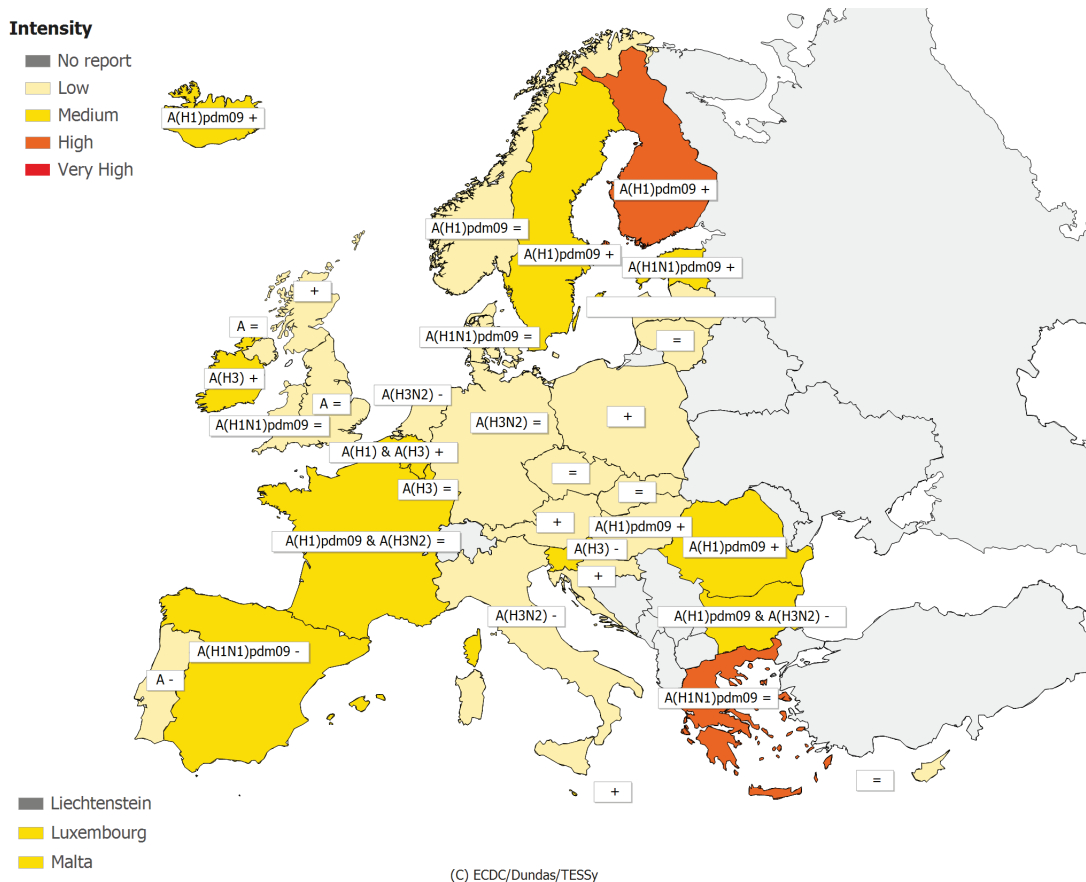 Intensity
No report
Low
Medium
High
Very High
A(H1)pdm09 +
A(H1)pdm09 +
A(H1)pdm09 =
A(H1)pdm09 +
A(H1N1)pdm09 +
+
A =
A(H1N1)pdm09 =
=
A(H3) +
A(H3N2) -
A =
A(H3N2) =
+
A(H1N1)pdm09 =
A(H1) & A(H3) +
=
A(H3) =
=
+
A(H1)pdm09 +
A(H1)pdm09 & A(H3N2) =
A(H3) -
A(H1)pdm09 +
+
A(H3N2) -
A(H1)pdm09 & A(H3N2) -
A(H1N1)pdm09 -
A -
A(H1N1)pdm09 =
=
+
Liechtenstein
Luxembourg
Malta
(C) ECDC/Dundas/TESSy